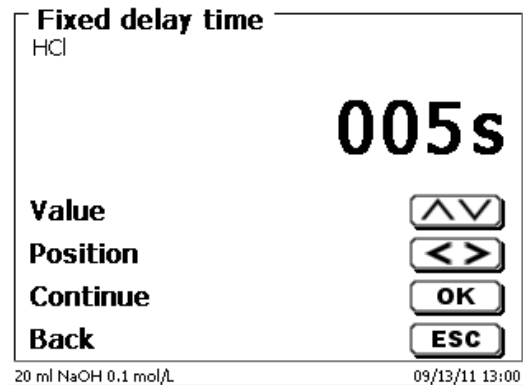 Fixed delay time
HCl
005s
Value
Position < >
Continue OK
Back ESC
20 ml NaOH 0.1 mol/L 09/13/11 13:00